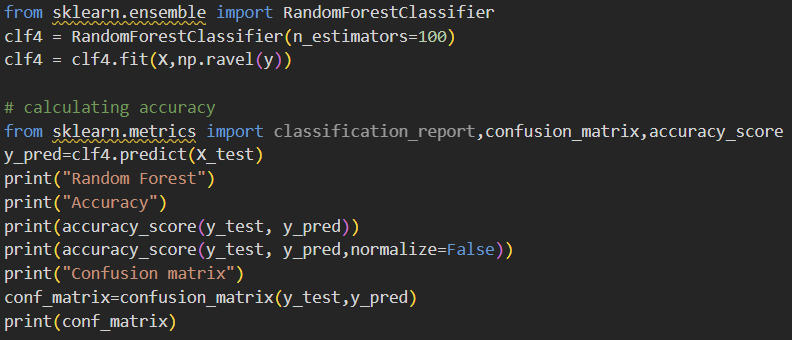 from sklearn.ensemble import RandomForestClassifier
clf4 = RandomForestClassifier(n_estimators=100)
clf4 = clf4.fit(X,np.ravel(y))
# calculating accuracy
from sklearn.metrics import classification_report,confusion_matrix,accuracy_score
y_pred=clf4.predict(X_test)
print("Random Forest")
print("Accuracy")
print(accuracy_score(y_test, y_pred))
print(accuracy_score(y_test, y_pred,normalize=False))
print("Confusion matrix")
conf_matrix=confusion_matrix(y_test,y_pred)
print(conf_matrix)